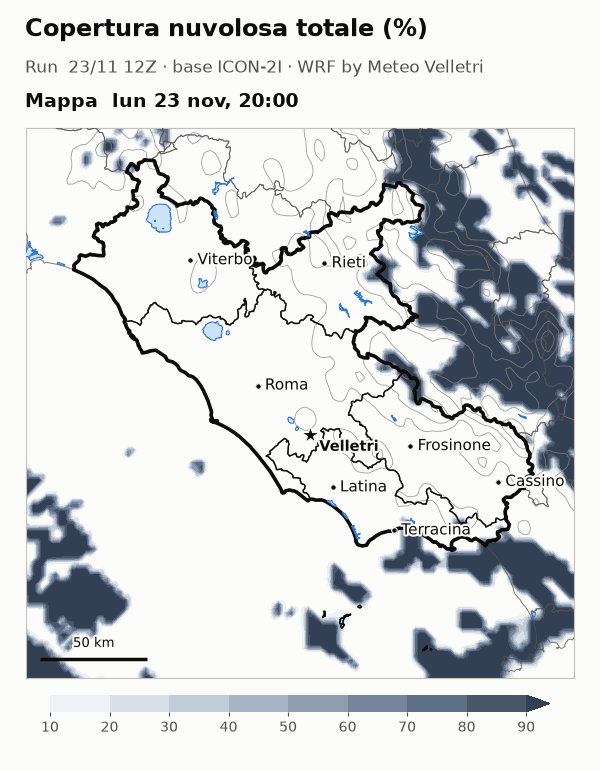 Copertura nuvolosa totale (%)
Run  23/11 12Z · base ICON-2I · WRF by Meteo Velletri
Mappa  lun 23 nov, 20:00
Viterbo
Rieti
Roma
Velletri
Frosinone
Cassino
Latina
Terracina
50 km
10 20 30 40 50 60 70 80 90